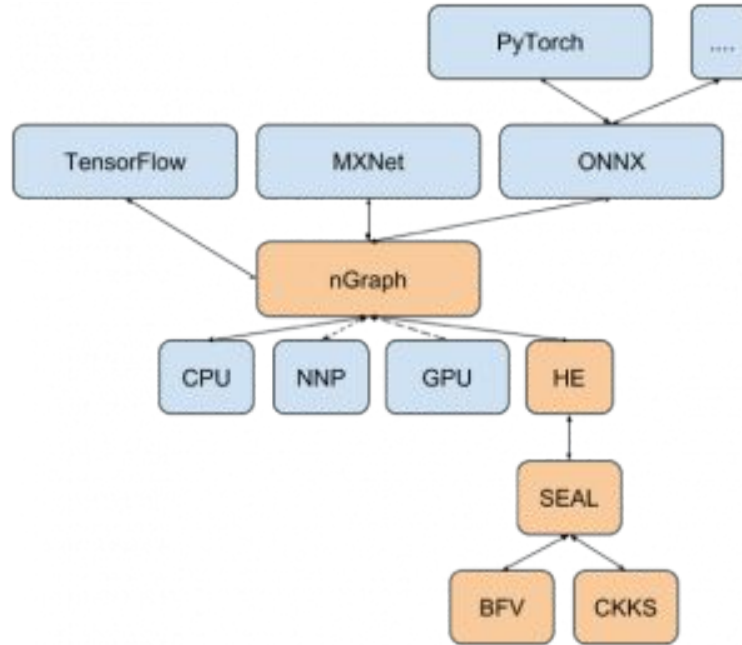 PyTorch
....
TensorFlow
MXNet
ONNX
nGraph
CPU
NNP
GPU
HE
SEAL
BFV
CKKS